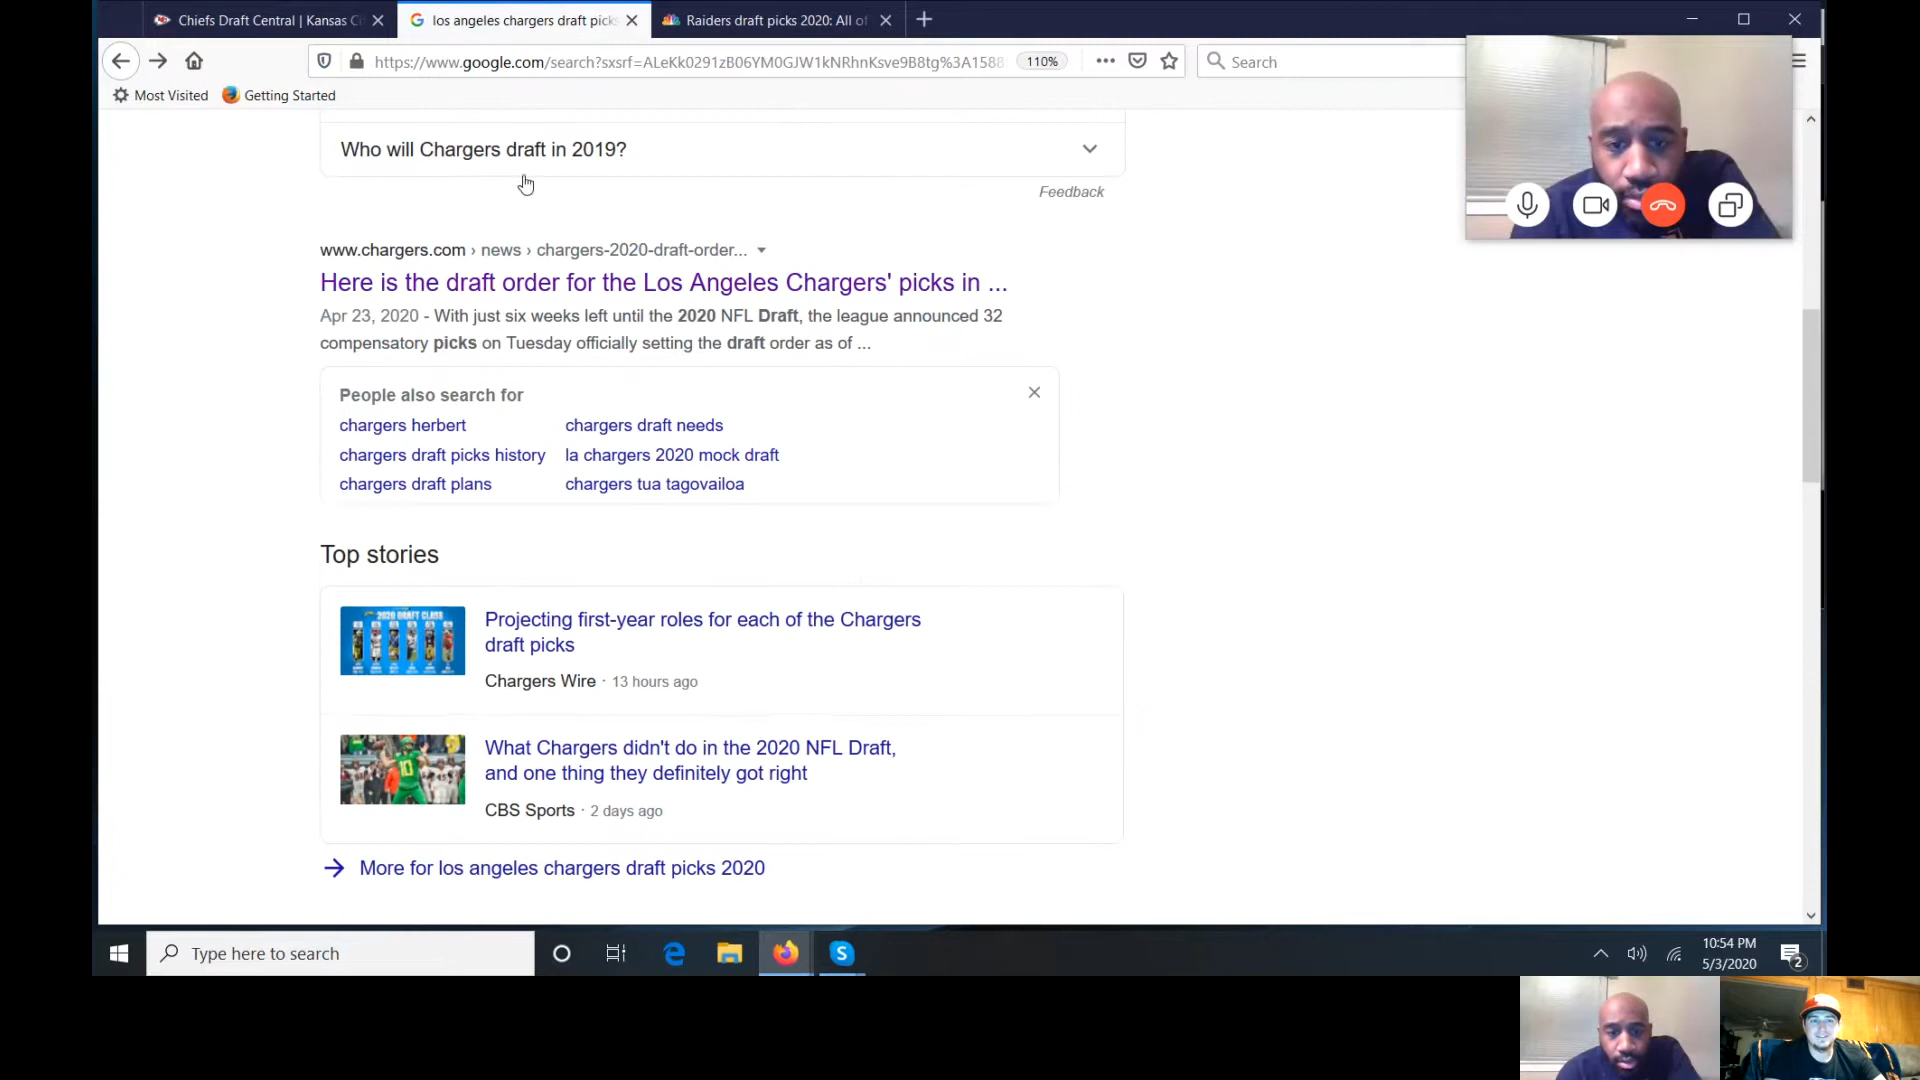 Chiefs Draft Central | Kansas C
los angeles chargers draft picks
Raiders draft picks 2020: All of
https://www.google.com/search?sxsrf=ALeKk0291zB06YM0GJW1kNRhnKsve9B8tg%3A1588
110%
Search
Most Visited
Getting Started
Who will Chargers draft in 2019?
Feedback
www.chargers.com › news › chargers-2020-draft-order...
Here is the draft order for the Los Angeles Chargers' picks in ...
Apr 23, 2020 - With just six weeks left until the 2020 NFL Draft, the league announced 32
compensatory picks on Tuesday officially setting the draft order as of ...
People also search for
chargers herbert
chargers draft needs
chargers draft picks history
la chargers 2020 mock draft
chargers draft plans
chargers tua tagovailoa
Top stories
2020 DRAFT CLASS
Projecting first-year roles for each of the Chargers
draft picks
Chargers Wire · 13 hours ago
10
What Chargers didn't do in the 2020 NFL Draft,
and one thing they definitely got right
CBS Sports · 2 days ago
More for los angeles chargers draft picks 2020
Type here to search
10:54 PM
5/3/2020
2